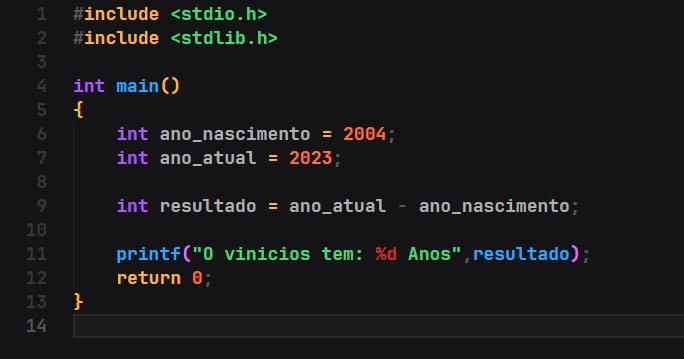 1 #include <stdio.h>
2 #include <stdlib.h>
3
4 int main()
5 {
6     int ano_nascimento = 2004;
7     int ano_atual = 2023;
8
9     int resultado = ano_atual - ano_nascimento;
10
11     printf("O vinicios tem: %d Anos",resultado);
12     return 0;
13 }
14